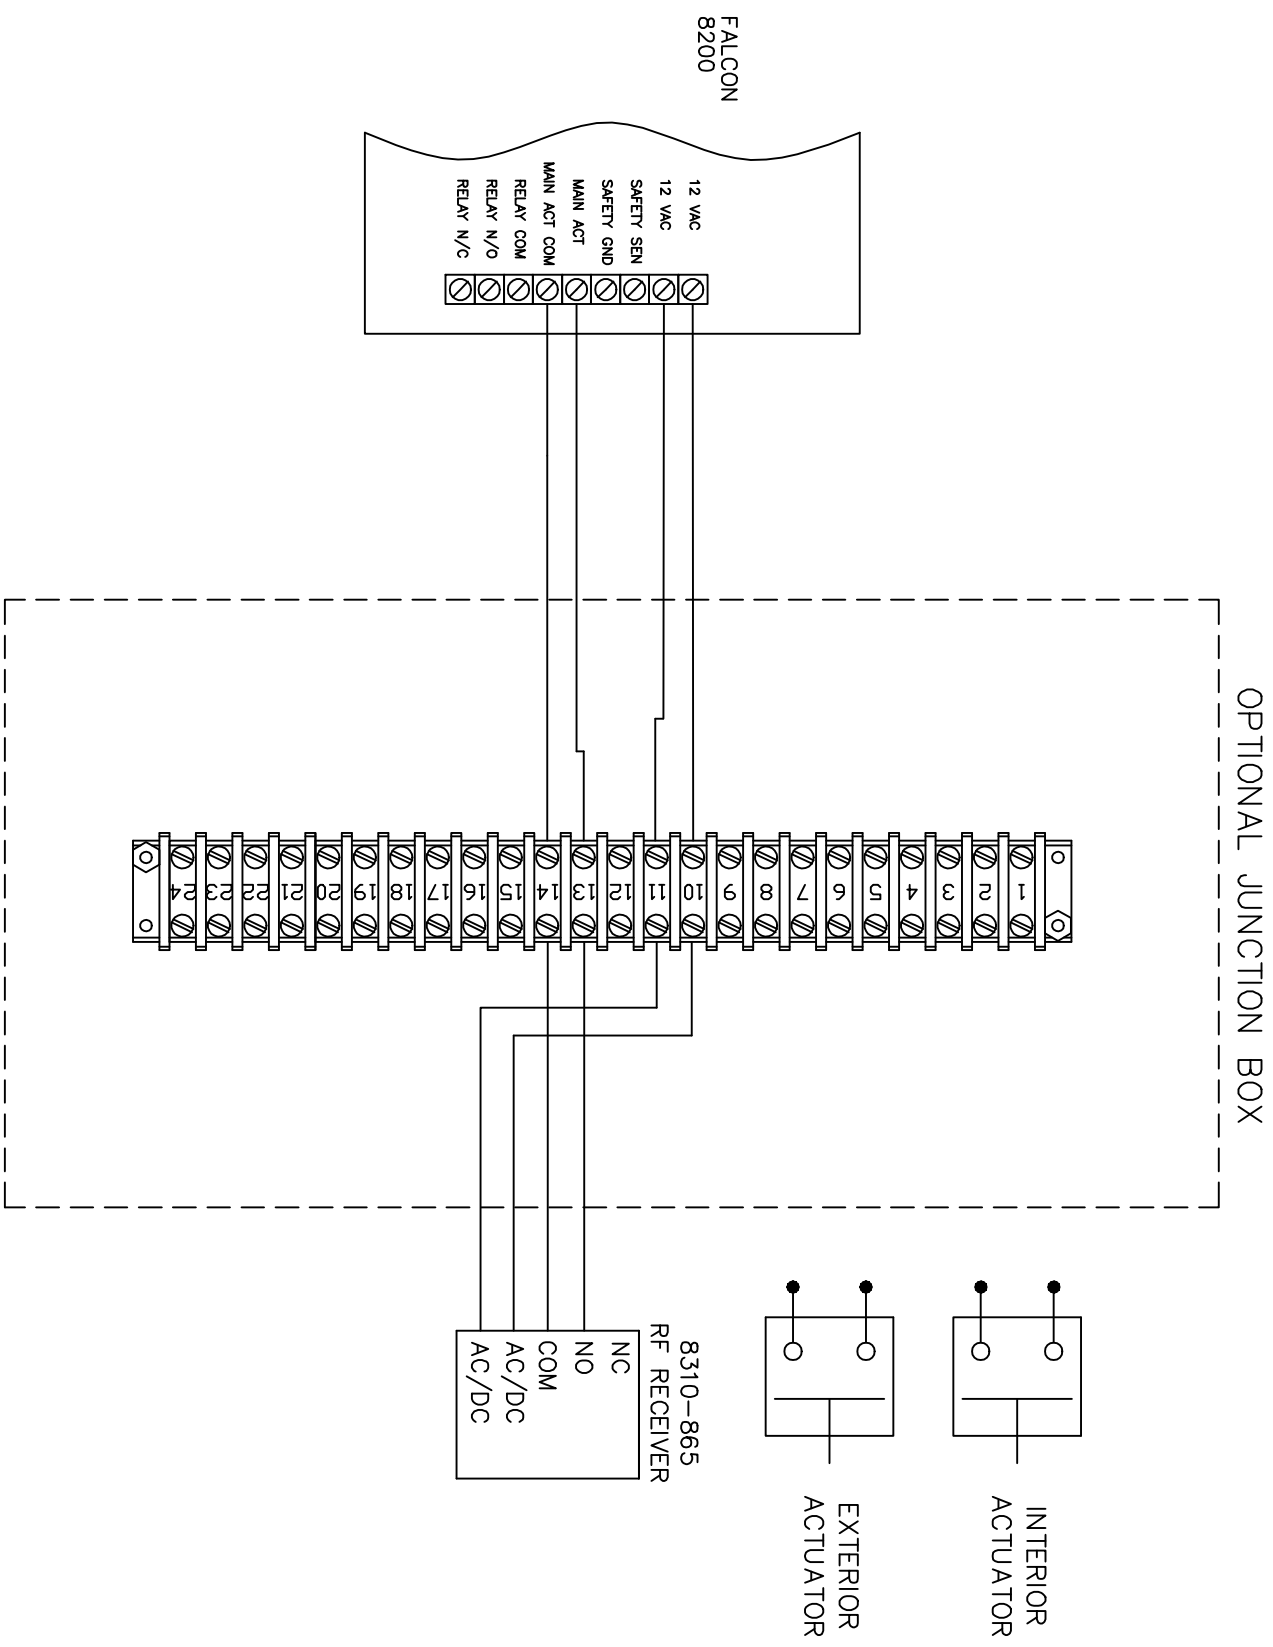 OPTIONAL JUNCTION BOX
FALCON
8200
12 VAC
12 VAC
SAFETY SEN
SAFETY GND
MAIN ACT
MAIN ACT COM
RELAY COM
RELAY N/O
RELAY N/C
1
2
3
4
5
6
7
8
9
10
11
12
13
14
15
16
17
18
19
20
21
22
23
24
INTERIOR
ACTUATOR
EXTERIOR
ACTUATOR
8310-865
RF RECEIVER
NC
NO
COM
AC/DC
AC/DC